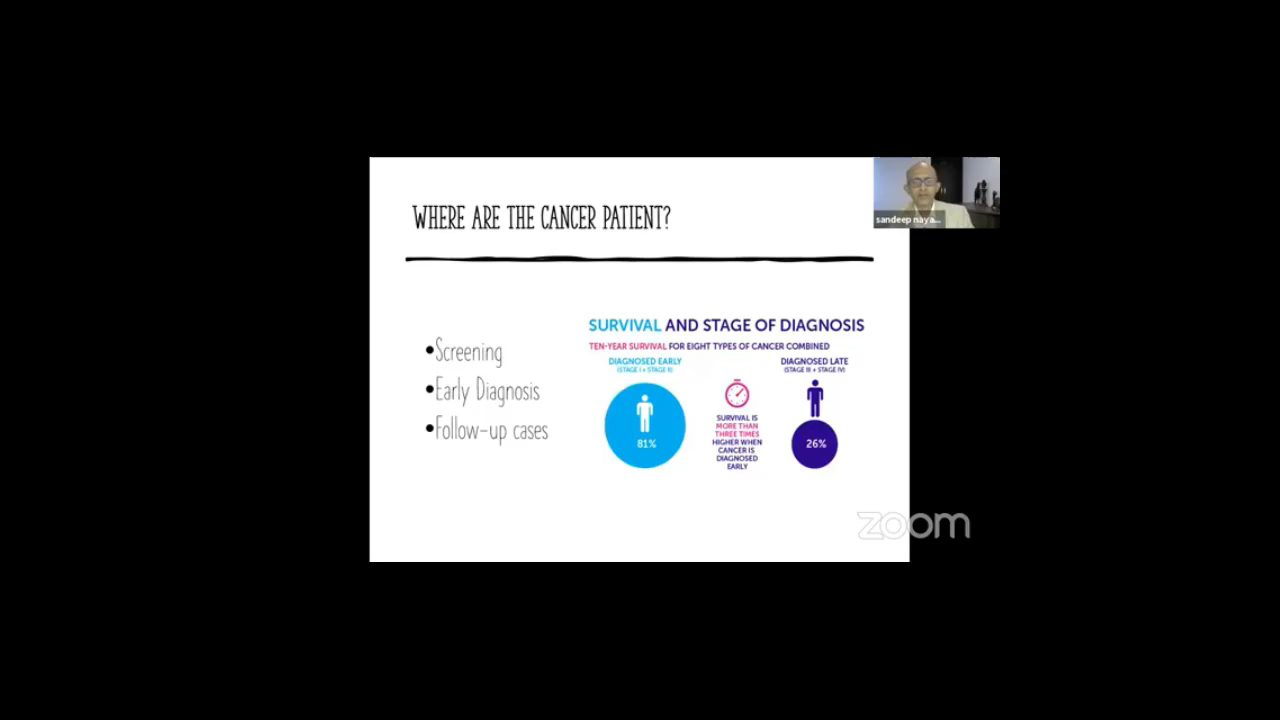 WHERE ARE THE CANCER PATIENT?
sandeep naya...
•Screening
•Early Diagnosis
•Follow-up cases
SURVIVAL AND STAGE OF DIAGNOSIS
TEN-YEAR SURVIVAL FOR EIGHT TYPES OF CANCER COMBINED
DIAGNOSED EARLY
(STAGE I + STAGE II)
81%
SURVIVAL IS
MORE THAN
THREE TIMES
HIGHER WHEN
CANCER IS
DIAGNOSED
EARLY
DIAGNOSED LATE
(STAGE III + STAGE IV)
26%
zoom